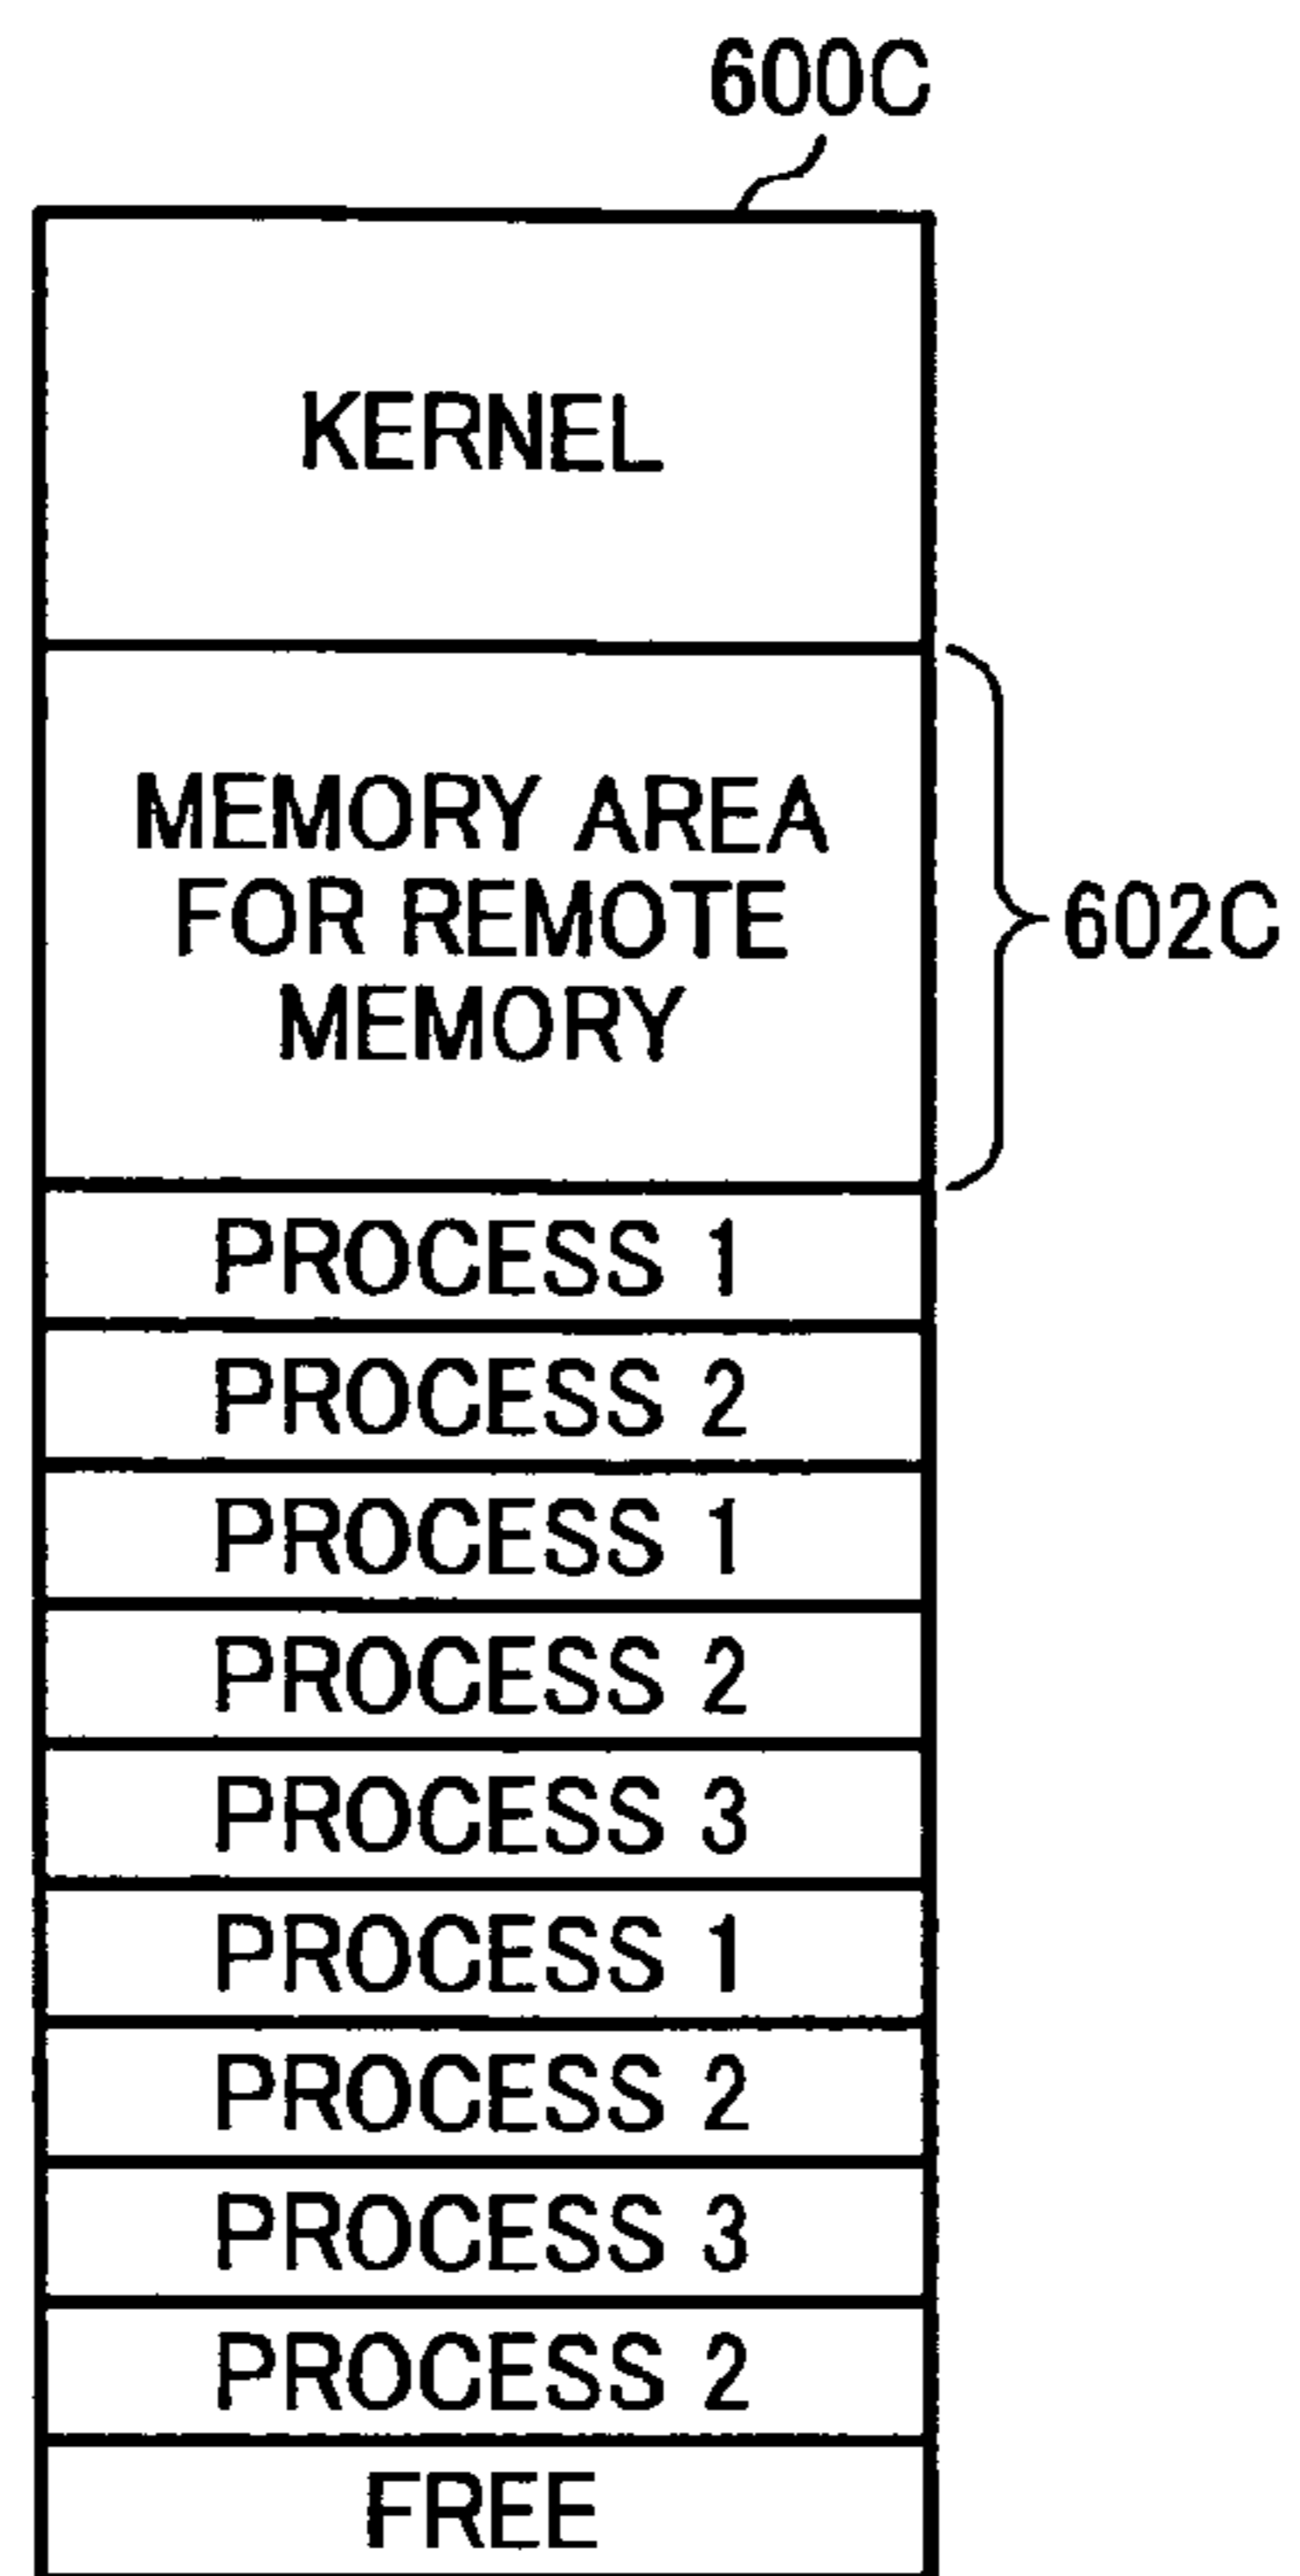 600C
KERNEL
MEMORY AREA
FOR REMOTE
MEMORY
602C
PROCESS 1
PROCESS 2
PROCESS 1
PROCESS 2
PROCESS 3
PROCESS 1
PROCESS 2
PROCESS 3
PROCESS 2
FREE